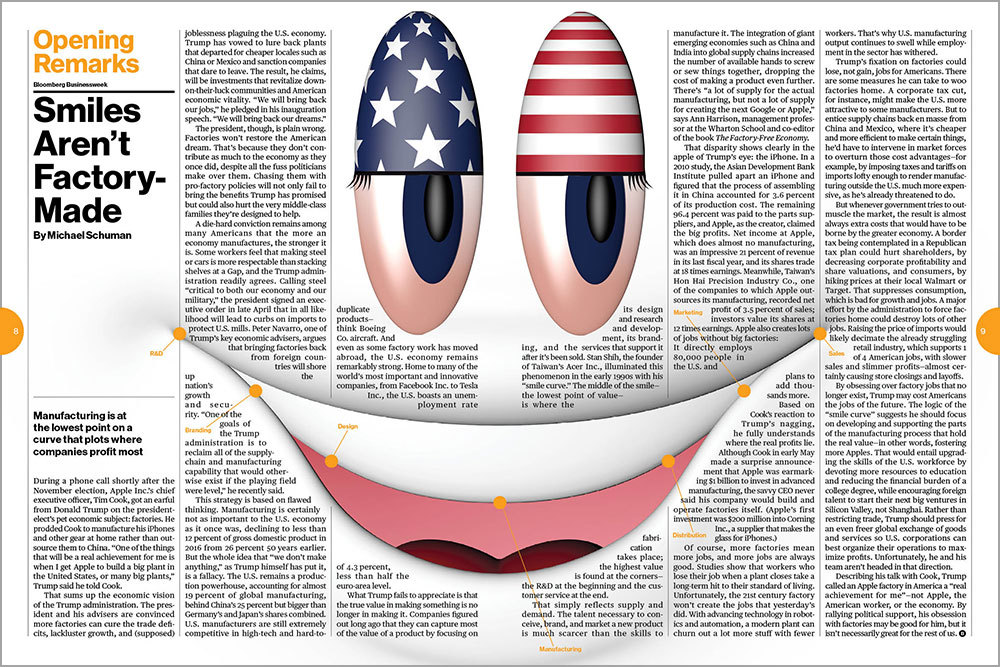 Opening
Remarks
Bloomberg Businessweek
Smiles
Aren't
Factory-
Made
By Michael Schuman
Manufacturing is at
the lowest point on a
curve that plots where
companies profit most
During a phone call shortly after the
November election, Apple Inc.'s chief
executive officer, Tim Cook, got an earful
from Donald Trump on the president-
elect's pet economic subject: factories. He
prodded Cook to manufacture his iPhones
and other gear at home rather than out-
source them to China. "One of the things
that will be a real achievement for me is
when I get Apple to build a big plant in
the United States, or many big plants,"
Trump said he told Cook.
That sums up the economic vision
of the Trump administration. The pres-
ident and his advisers are convinced
more factories can cure the trade defi-
cits, lackluster growth, and (supposed)
8
joblessness plaguing the U.S. economy.
Trump has vowed to lure back plants
that departed for cheaper locales such as
China or Mexico and sanction companies
that dare to leave. The result, he claims,
will be investments that revitalize down-
on-their-luck communities and American
economic vitality. "We will bring back
our jobs," he pledged in his inauguration
speech. "We will bring back our dreams."
The president, though, is plain wrong.
Factories won't restore the American
dream. That's because they don't con-
tribute as much to the economy as they
once did, despite all the fuss politicians
make over them. Chasing them with
pro-factory policies will not only fail to
bring the benefits Trump has promised
but could also hurt the very middle-class
families they're designed to help.
A die-hard conviction remains among
many Americans that the more an
economy manufactures, the stronger it
is. Some workers feel that making steel
or cars is more respectable than stacking
shelves at a Gap, and the Trump admin-
istration readily agrees. Calling steel
"critical to both our economy and our
military," the president signed an exec-
utive order in late April that in all like-
lihood will lead to curbs on imports to
protect U.S. mills. Peter Navarro, one of
Trump's key economic advisers, argues
that bringing factories back
from foreign coun-
tries will shore
the
up
nation's
growth
and secu-
rity. "One of the
goals of
the Trump
administration is to
reclaim all of the supply-
chain and manufacturing
capability that would other-
wise exist if the playing field
were level," he recently said.
This strategy is based on flawed
thinking. Manufacturing is certainly
not as important to the U.S. economy
as it once was, declining to less than
12 percent of gross domestic product in
2016 from 26 percent 50 years earlier.
But the whole idea that "we don't make
anything," as Trump himself has put it,
is a fallacy. The U.S. remains a produc-
tion powerhouse, accounting for almost
19 percent of global manufacturing,
behind China's 25 percent but bigger than
Germany's and Japan's shares combined.
U.S. manufacturers are still extremely
competitive in high-tech and hard-to-
duplicate
products—
think Boeing
Co. aircraft. And
even as some factory work has moved
abroad, the U.S. economy remains
remarkably strong. Home to many of the
world's most important and innovative
companies, from Facebook Inc. to Tesla
Inc., the U.S. boasts an unem-
ployment rate
of 4.3 percent,
less than half the
euro-area level.
What Trump fails to appreciate is that
the true value in making something is no
longer in making it. Companies figured
out long ago that they can capture most
of the value of a product by focusing on
its design
and research
and develop-
ment, its brand-
ing, and the services that support it
after it's been sold. Stan Shih, the founder
of Taiwan's Acer Inc., illuminated this
phenomenon in the early 1990s with his
"smile curve." The middle of the smile—
the lowest point of value—
is where the
fabri-
cation
takes place;
the highest value
is found at the corners—
the R&D at the beginning and the cus-
tomer service at the end.
That simply reflects supply and
demand. The talent necessary to con-
ceive, brand, and market a new product
is much scarcer than the skills to
manufacture it. The integration of giant
emerging economies such as China and
India into global supply chains increased
the number of available hands to screw
or sew things together, dropping the
cost of making a product even further.
There's "a lot of supply for the actual
manufacturing, but not a lot of supply
for creating the next Google or Apple,"
says Ann Harrison, management profes-
sor at the Wharton School and co-editor
of the book The Factory-Free Economy.
That disparity shows clearly in the
apple of Trump's eye: the iPhone. In a
2010 study, the Asian Development Bank
Institute pulled apart an iPhone and
figured that the process of assembling
it in China accounted for 3.6 percent
of its production cost. The remaining
96.4 percent was paid to the parts sup-
pliers, and Apple, as the creator, claimed
the big profits. Net income at Apple,
which does almost no manufacturing,
was an impressive 21 percent of revenue
in its last fiscal year, and its shares trade
at 18 times earnings. Meanwhile, Taiwan's
Hon Hai Precision Industry Co., one
of the companies to which Apple out-
sources its manufacturing, recorded net
profit of 3.5 percent of sales;
investors value its shares at
12 times earnings. Apple also creates lots
of jobs without big factories:
It directly employs
80,000 people in
the U.S. and
plans to
add thou-
sands more.
Based on
Cook's reaction to
Trump's nagging,
he fully understands
where the real profits lie.
Although Cook in early May
made a surprise announce-
ment that Apple was earmark-
ing $1 billion to invest in advanced
manufacturing, the savvy CEO never
said his company would build and
operate factories itself. (Apple's first
investment was $200 million into Corning
Inc., a supplier that makes the
glass for iPhones.)
Of course, more factories mean
more jobs, and more jobs are always
good. Studies show that workers who
lose their job when a plant closes take a
long-term hit to their standard of living.
Unfortunately, the 21st century factory
won't create the jobs that yesterday's
did. With advancing technology in robot-
ics and automation, a modern plant can
churn out a lot more stuff with fewer
workers. That's why U.S. manufacturing
output continues to swell while employ-
ment in the sector has withered.
Trump's fixation on factories could
lose, not gain, jobs for Americans. There
are some measures he can take to woo
factories home. A corporate tax cut,
for instance, might make the U.S. more
attractive to some manufacturers. But to
entice supply chains back en masse from
China and Mexico, where it's cheaper
and more efficient to make certain things,
he'd have to intervene in market forces
to overturn those cost advantages—for
example, by imposing taxes and tariffs on
imports lofty enough to render manufac-
turing outside the U.S. much more expen-
sive, as he's already threatened to do.
But whenever government tries to out-
muscle the market, the result is almost
always extra costs that would have to be
borne by the greater economy. A border
tax being contemplated in a Republican
tax plan could hurt shareholders, by
decreasing corporate profitability and
share valuations, and consumers, by
hiking prices at their local Walmart or
Target. That suppresses consumption,
which is bad for growth and jobs. A major
effort by the administration to force fac-
tories home could destroy lots of other
jobs. Raising the price of imports would
likely decimate the already struggling
retail industry, which supports 1
of 4 American jobs, with slower
sales and slimmer profits—almost cer-
tainly causing store closings and layoffs.
By obsessing over factory jobs that no
longer exist, Trump may cost Americans
the jobs of the future. The logic of the
"smile curve" suggests he should focus
on developing and supporting the parts
of the manufacturing process that hold
the real value—in other words, fostering
more Apples. That would entail upgrad-
ing the skills of the U.S. workforce by
devoting more resources to education
and reducing the financial burden of a
college degree, while encouraging foreign
talent to start their next big ventures in
Silicon Valley, not Shanghai. Rather than
restricting trade, Trump should press for
an even freer global exchange of goods
and services so U.S. corporations can
best organize their operations to max-
imize profits. Unfortunately, he and his
team aren't headed in that direction.
Describing his talk with Cook, Trump
called an Apple factory in America a "real
achievement for me"—not Apple, the
American worker, or the economy. By
rallying political support, his obsession
with factories may be good for him, but it
isn't necessarily great for the rest of us.
9
R&D
Branding
Design
Manufacturing
Distribution
Marketing
Sales